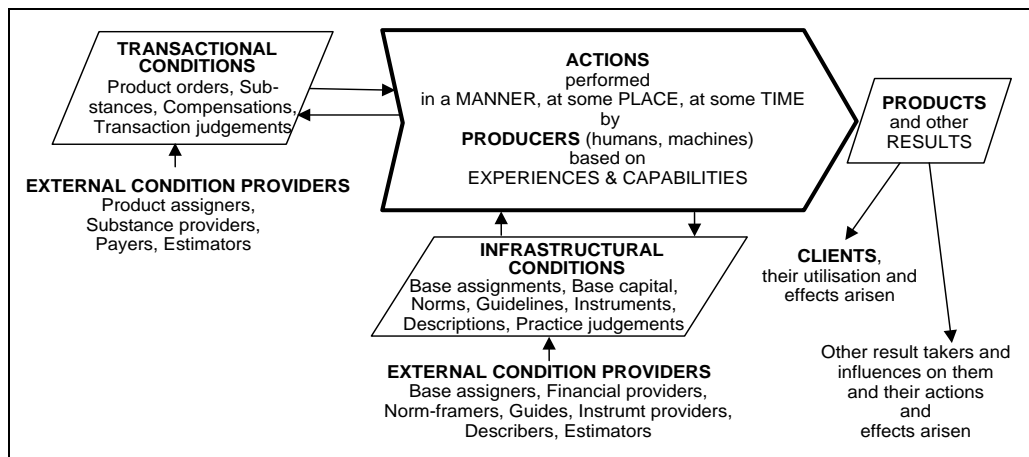 TRANSACTIONAL
CONDITIONS
Product orders, Sub-
stances, Compensations,
Transaction judgements
EXTERNAL CONDITION PROVIDERS
Product assigners,
Substance providers,
Payers, Estimators
ACTIONS
performed
in a MANNER, at some PLACE, at some TIME
by
PRODUCERS (humans, machines)
based on
EXPERIENCES & CAPABILITIES
PRODUCTS
and other
RESULTS
INFRASTRUCTURAL
CONDITIONS
Base assignments, Base capital,
Norms, Guidelines, Instruments,
Descriptions, Practice judgements
EXTERNAL CONDITION PROVIDERS
Base assigners, Financial providers,
Norm-framers, Guides, Instrumt providers,
Describers, Estimators
CLIENTS,
their utilisation and
effects arisen
Other result takers and
influences on them
and their actions
and
effects arisen